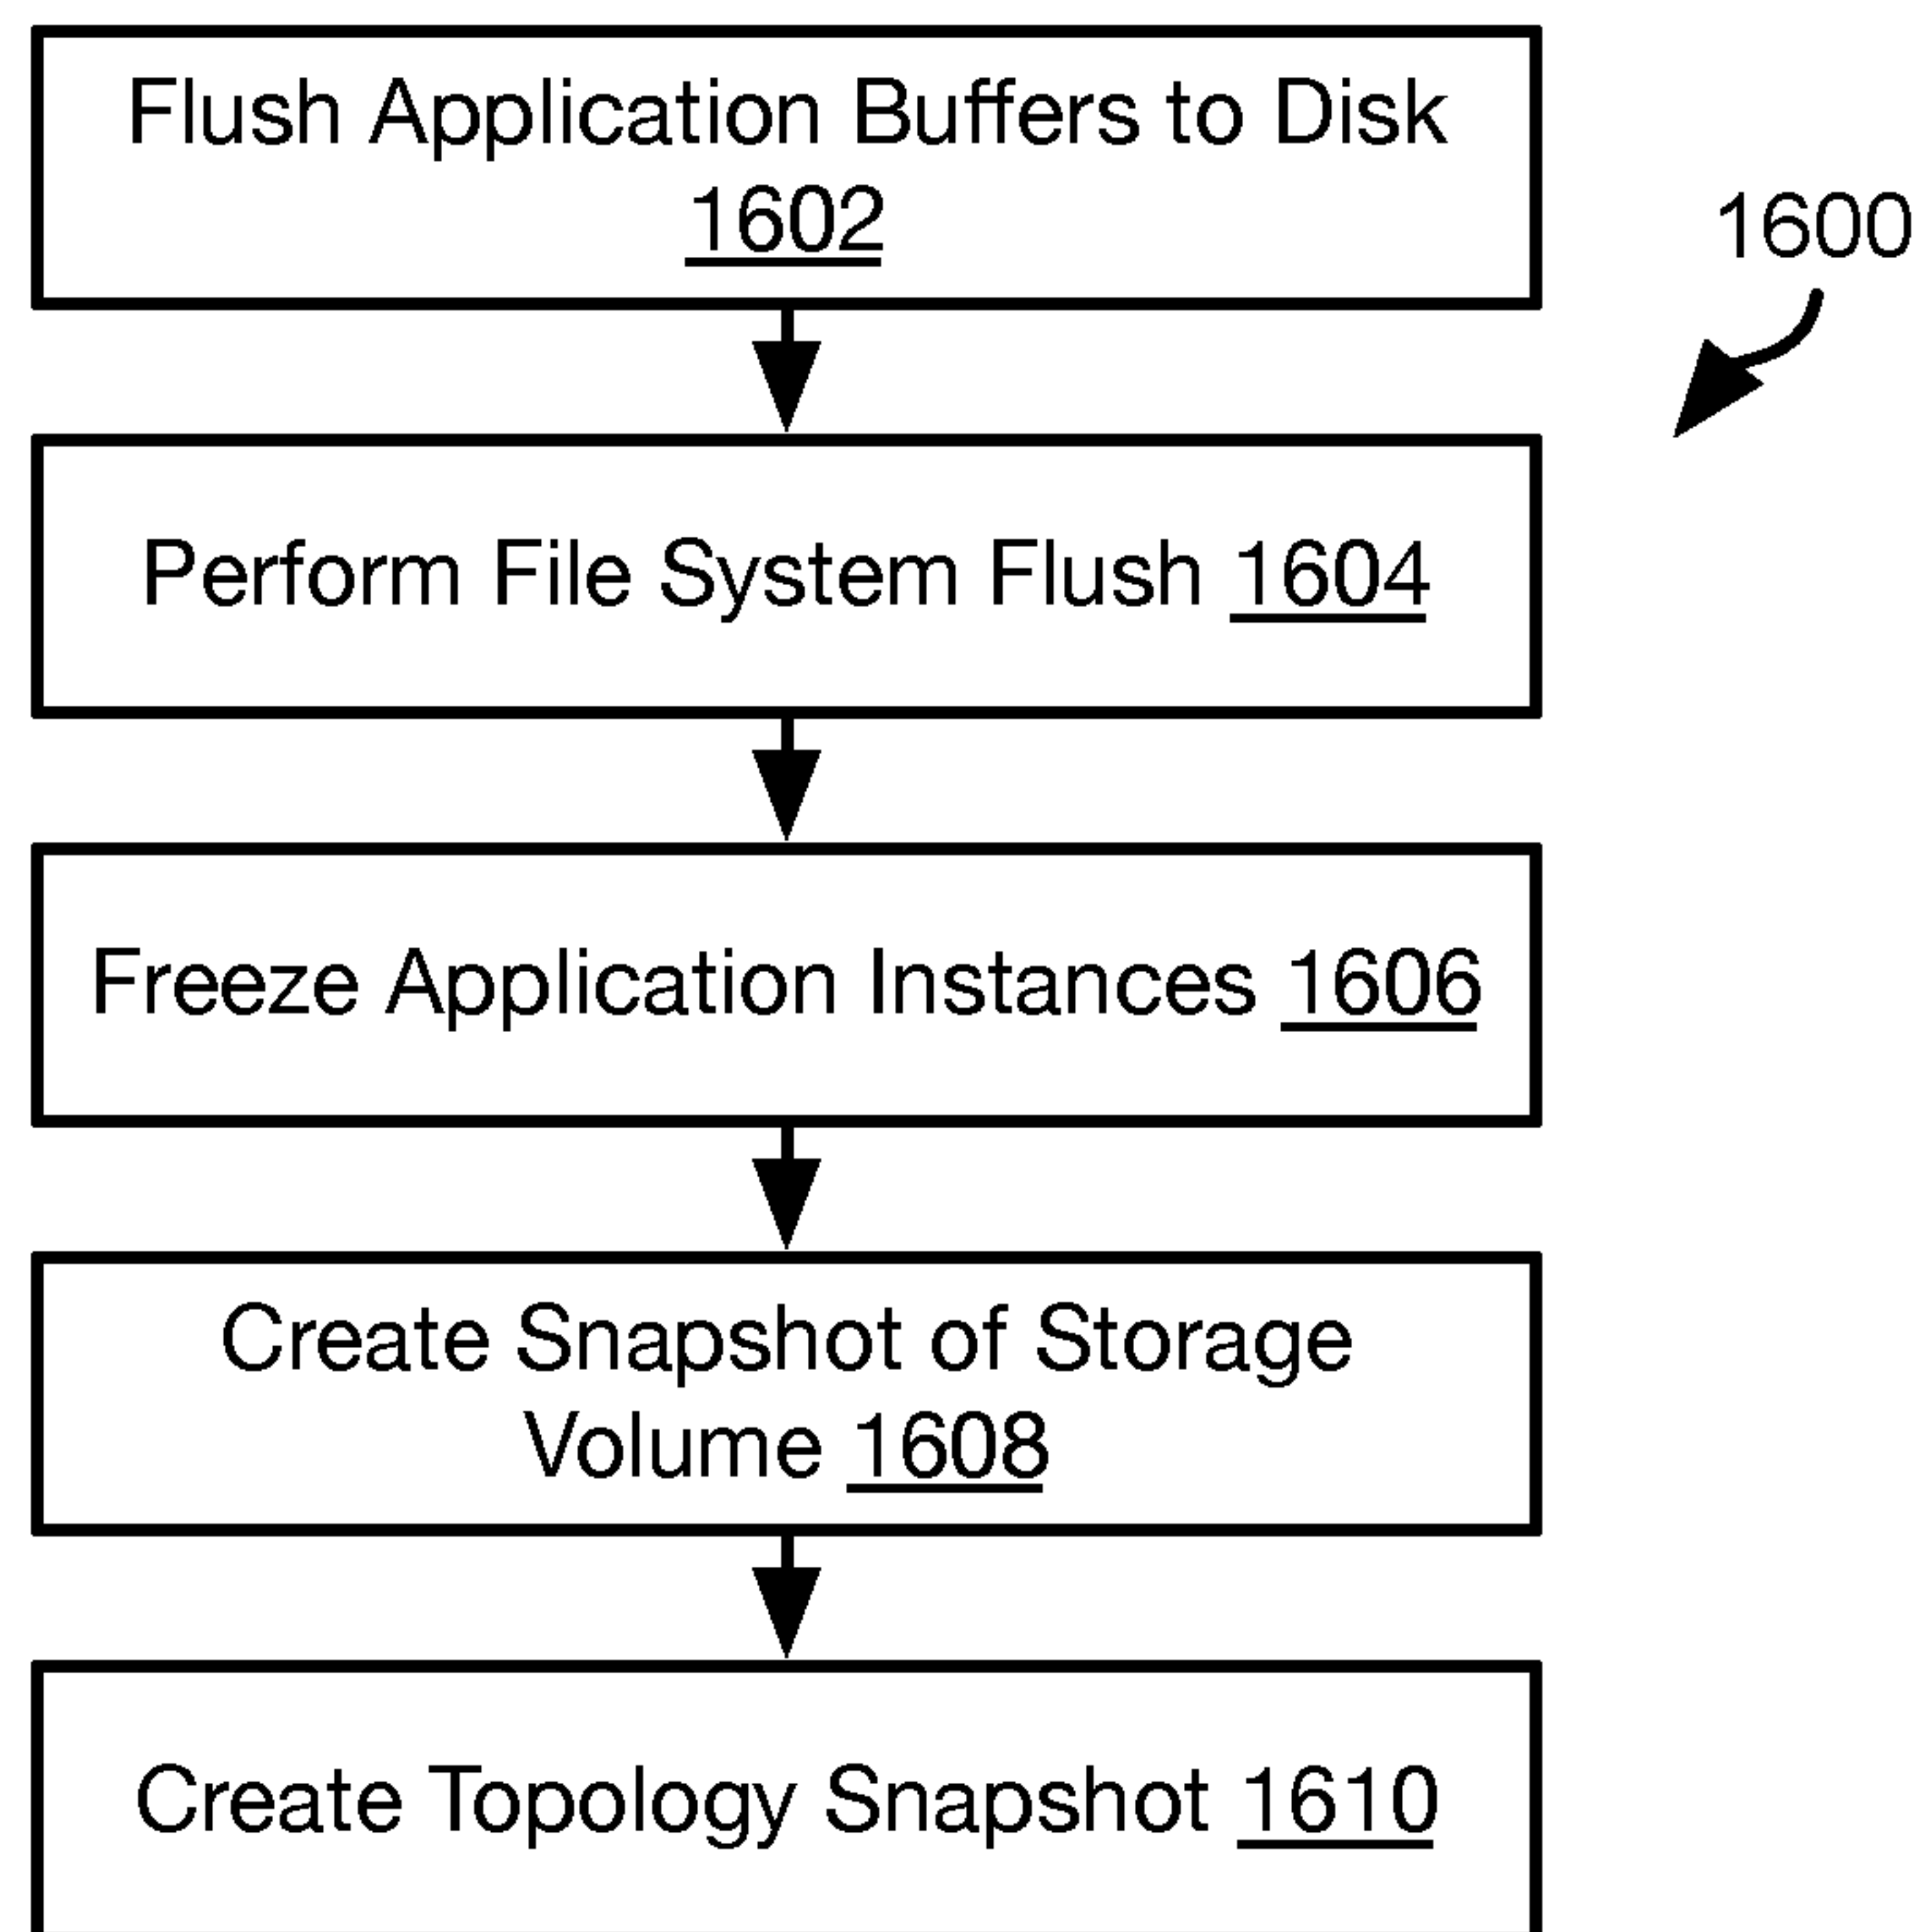 Flush Application Buffers to Disk
1602
1600
Perform File System Flush 1604
Freeze Application Instances 1606
Create Snapshot of Storage
Volume 1608
Create Topology Snapshot 1610